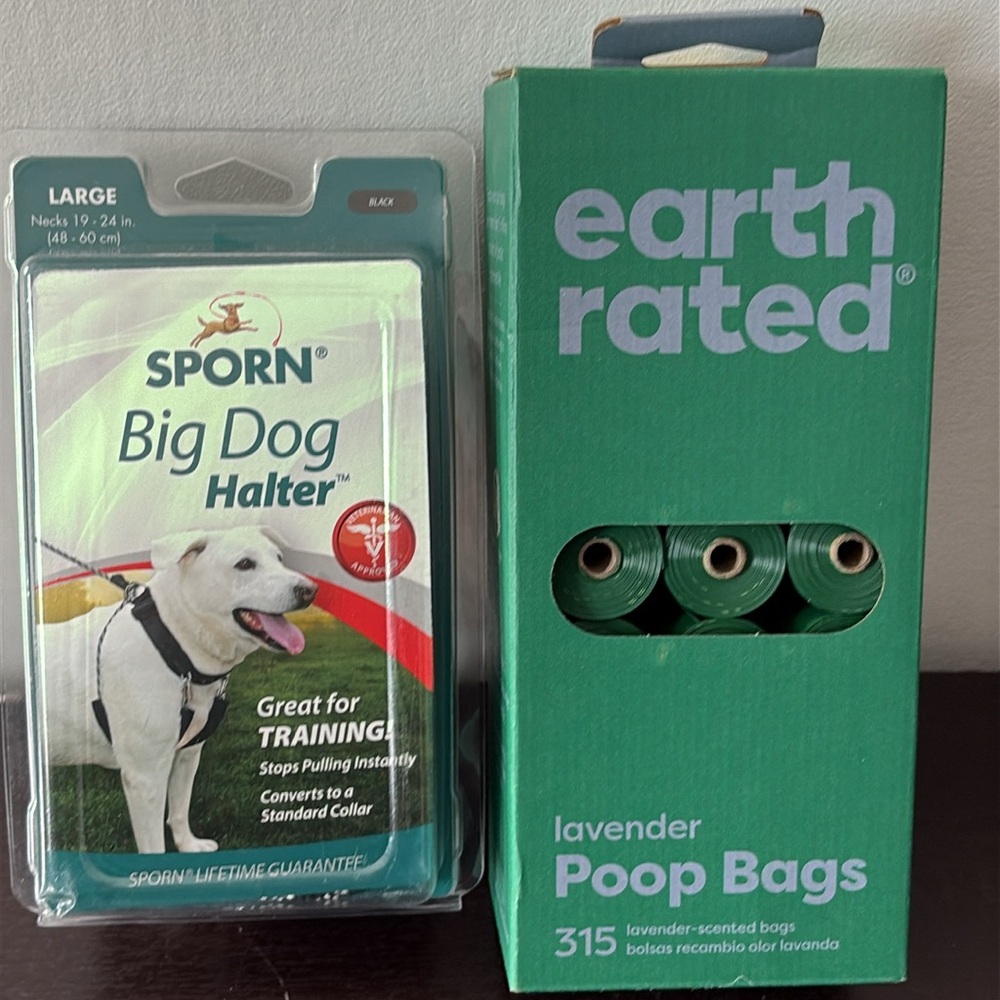 LARGE
Necks 19 - 24 in.
(48 - 60 cm)
BLACK
SPORN®
Big Dog
Halter™
VETERINARIAN
V
APPROVED
Great for
TRAINING!
Stops Pulling Instantly
Converts to a
Standard Collar
SPORN® LIFETIME GUARANTEE
earth
rated®
lavender
Poop Bags
315 lavender-scented bags
bolsas recambio olor lavanda